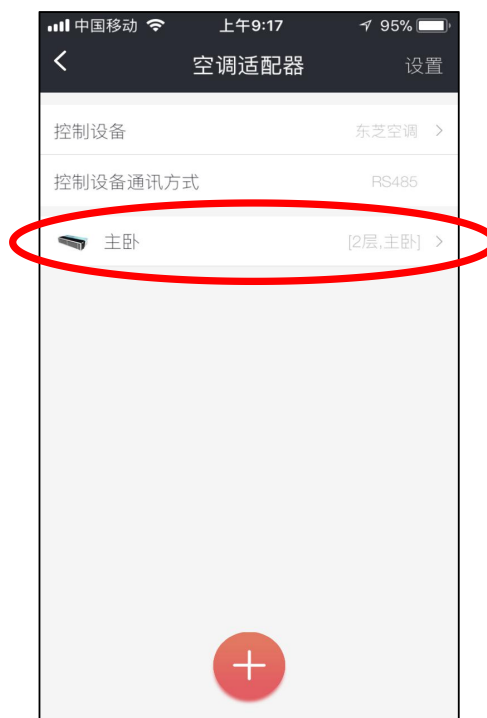 中国移动 上午9:17 95%
空调适配器 设置
控制设备 东芝空调
控制设备通讯方式 RS485
主卧 [2层,主卧]